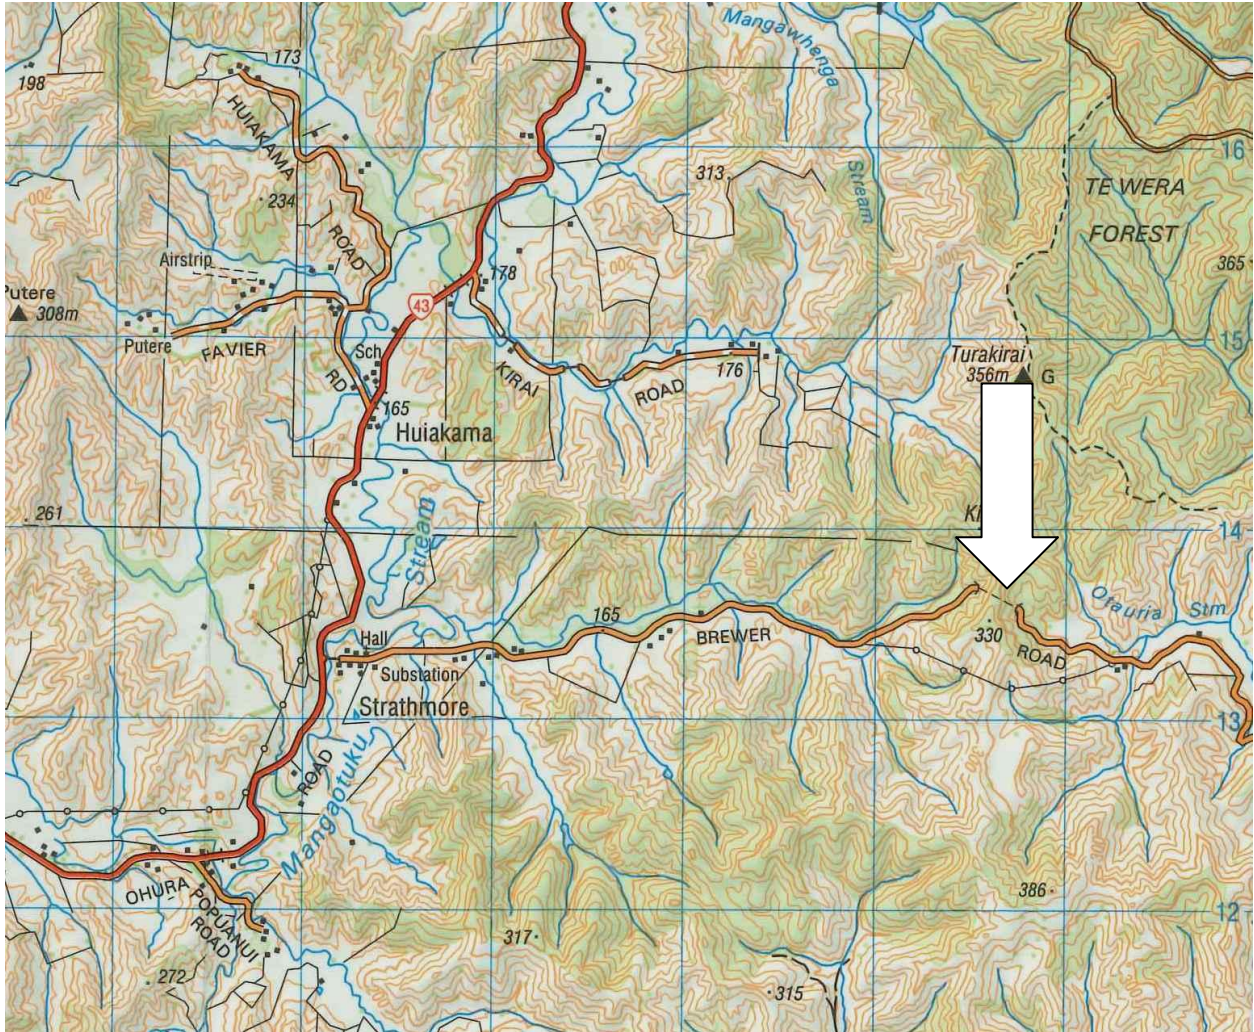 Mangawhenga
Stream
173
198
HUIAKAMA
ROAD
16
313
TE WERA
FOREST
234
Airstrip
200
178
365
308m
43
15
Putere
FAVIER
RD
Sch
KIRAI
ROAD
176
Turakirai
356m
G
165
Huiakama
Stream
261
14
Otauria Stm
Hall
165
BREWER
330
ROAD
Substation
Strathmore
13
ROAD
Mangaotuku
OHURA
POPUANUI
ROAD
386
12
317
272
315